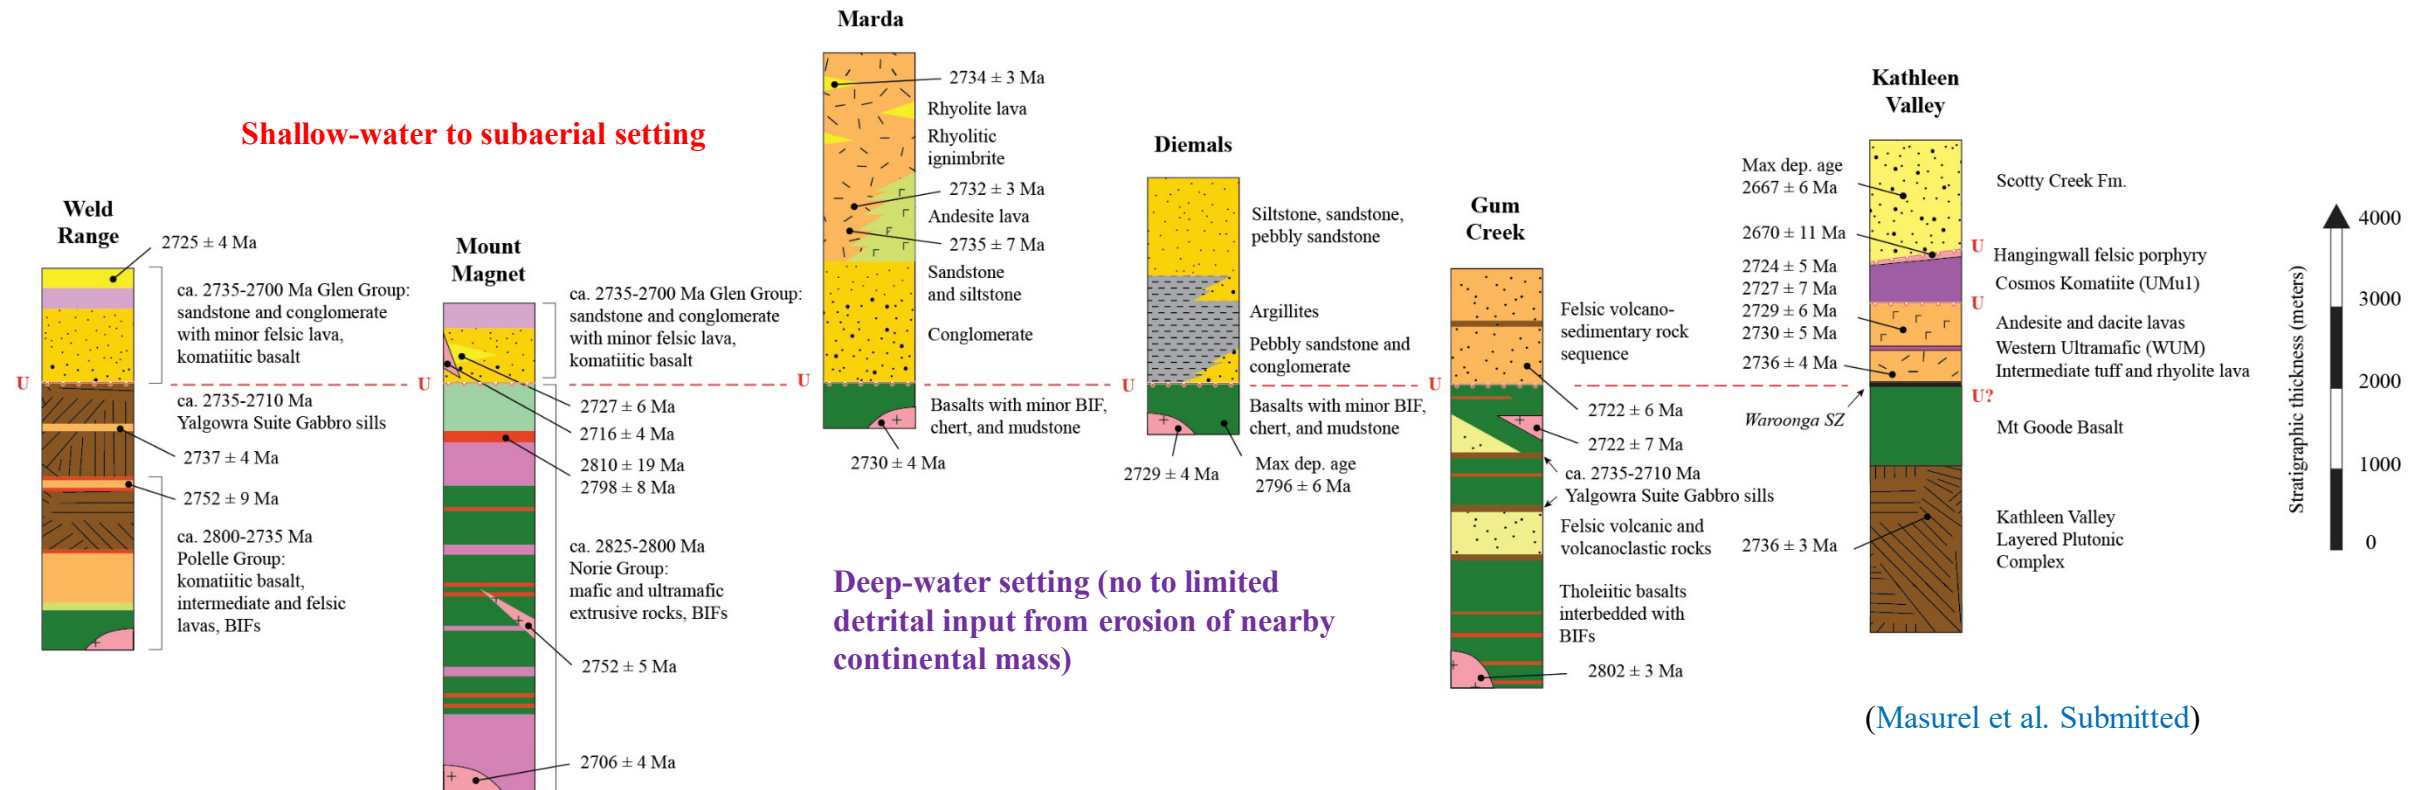 Shallow-water to subaerial setting
Weld
Range
2725 ± 4 Ma
ca. 2735-2700 Ma Glen Group:
sandstone and conglomerate
with minor felsic lava,
komatiitic basalt
U
ca. 2735-2710 Ma
Yalgowra Suite Gabbro sills
2737 ± 4 Ma
2752 ± 9 Ma
ca. 2800-2735 Ma
Polelle Group:
komatiitic basalt,
intermediate and felsic
lavas, BIFs
Mount
Magnet
ca. 2735-2700 Ma Glen Group:
sandstone and conglomerate
with minor felsic lava,
komatiitic basalt
U
2727 ± 6 Ma
2716 ± 4 Ma
2810 ± 19 Ma
2798 ± 8 Ma
ca. 2825-2800 Ma
Norie Group:
mafic and ultramafic
extrusive rocks, BIFs
2752 ± 5 Ma
2706 ± 4 Ma
Marda
2734 ± 3 Ma
Rhyolite lava
Rhyolitic
ignimbrite
2732 ± 3 Ma
Andesite lava
2735 ± 7 Ma
Sandstone
and siltstone
Conglomerate
U
Basalts with minor BIF,
chert, and mudstone
2730 ± 4 Ma
Diemals
Siltstone, sandstone,
pebbly sandstone
Argillites
Pebbly sandstone and
conglomerate
U
Basalts with minor BIF,
chert, and mudstone
2729 ± 4 Ma
Max dep. age
2796 ± 6 Ma
Deep-water setting (no to limited
detrital input from erosion of nearby
continental mass)
Gum
Creek
Felsic volcano-
sedimentary rock
sequence
U
2722 ± 6 Ma
2722 ± 7 Ma
ca. 2735-2710 Ma
Yalgowra Suite Gabbro sills
Felsic volcanic and
volcanoclastic rocks
Tholeiitic basalts
interbedded with
BIFs
2802 ± 3 Ma
Kathleen
Valley
Max dep. age
2667 ± 6 Ma
Scotty Creek Fm.
2670 ± 11 Ma
U
Hangingwall felsic porphyry
2724 ± 5 Ma
2727 ± 7 Ma
Cosmos Komatiite (UMu1)
U
2729 ± 6 Ma
2730 ± 5 Ma
Andesite and dacite lavas
Western Ultramafic (WUM)
2736 ± 4 Ma
Intermediate tuff and rhyolite lava
U?
Waroonga SZ
Mt Goode Basalt
2736 ± 3 Ma
Kathleen Valley
Layered Plutonic
Complex
Stratigraphic thickness (meters)
4000
3000
2000
1000
0
(Masurel et al. Submitted)